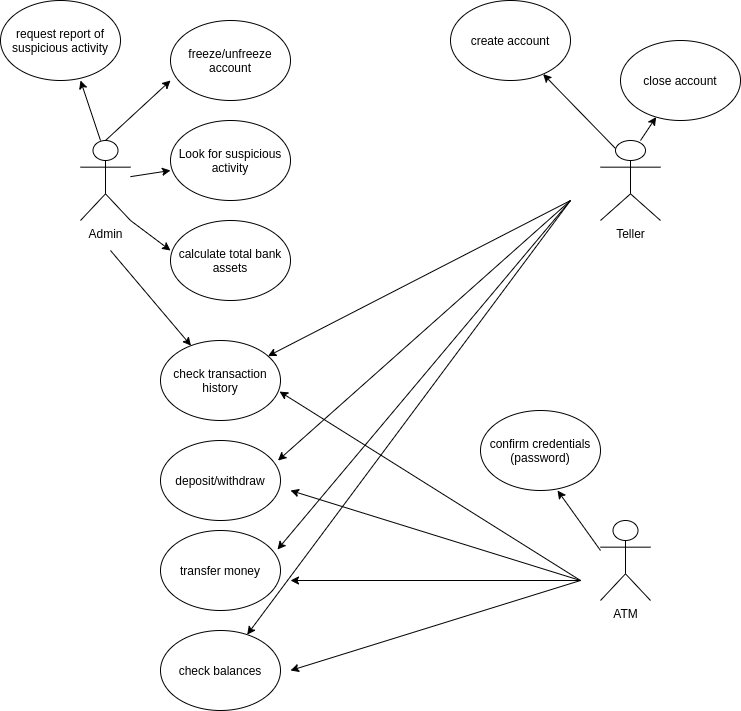 request report of
suspicious activity
freeze/unfreeze
account
create account
close account
Look for suspicious
activity
Admin
Teller
calculate total bank
assets
check transaction
history
confirm credentials
(password)
deposit/withdraw
transfer money
ATM
check balances